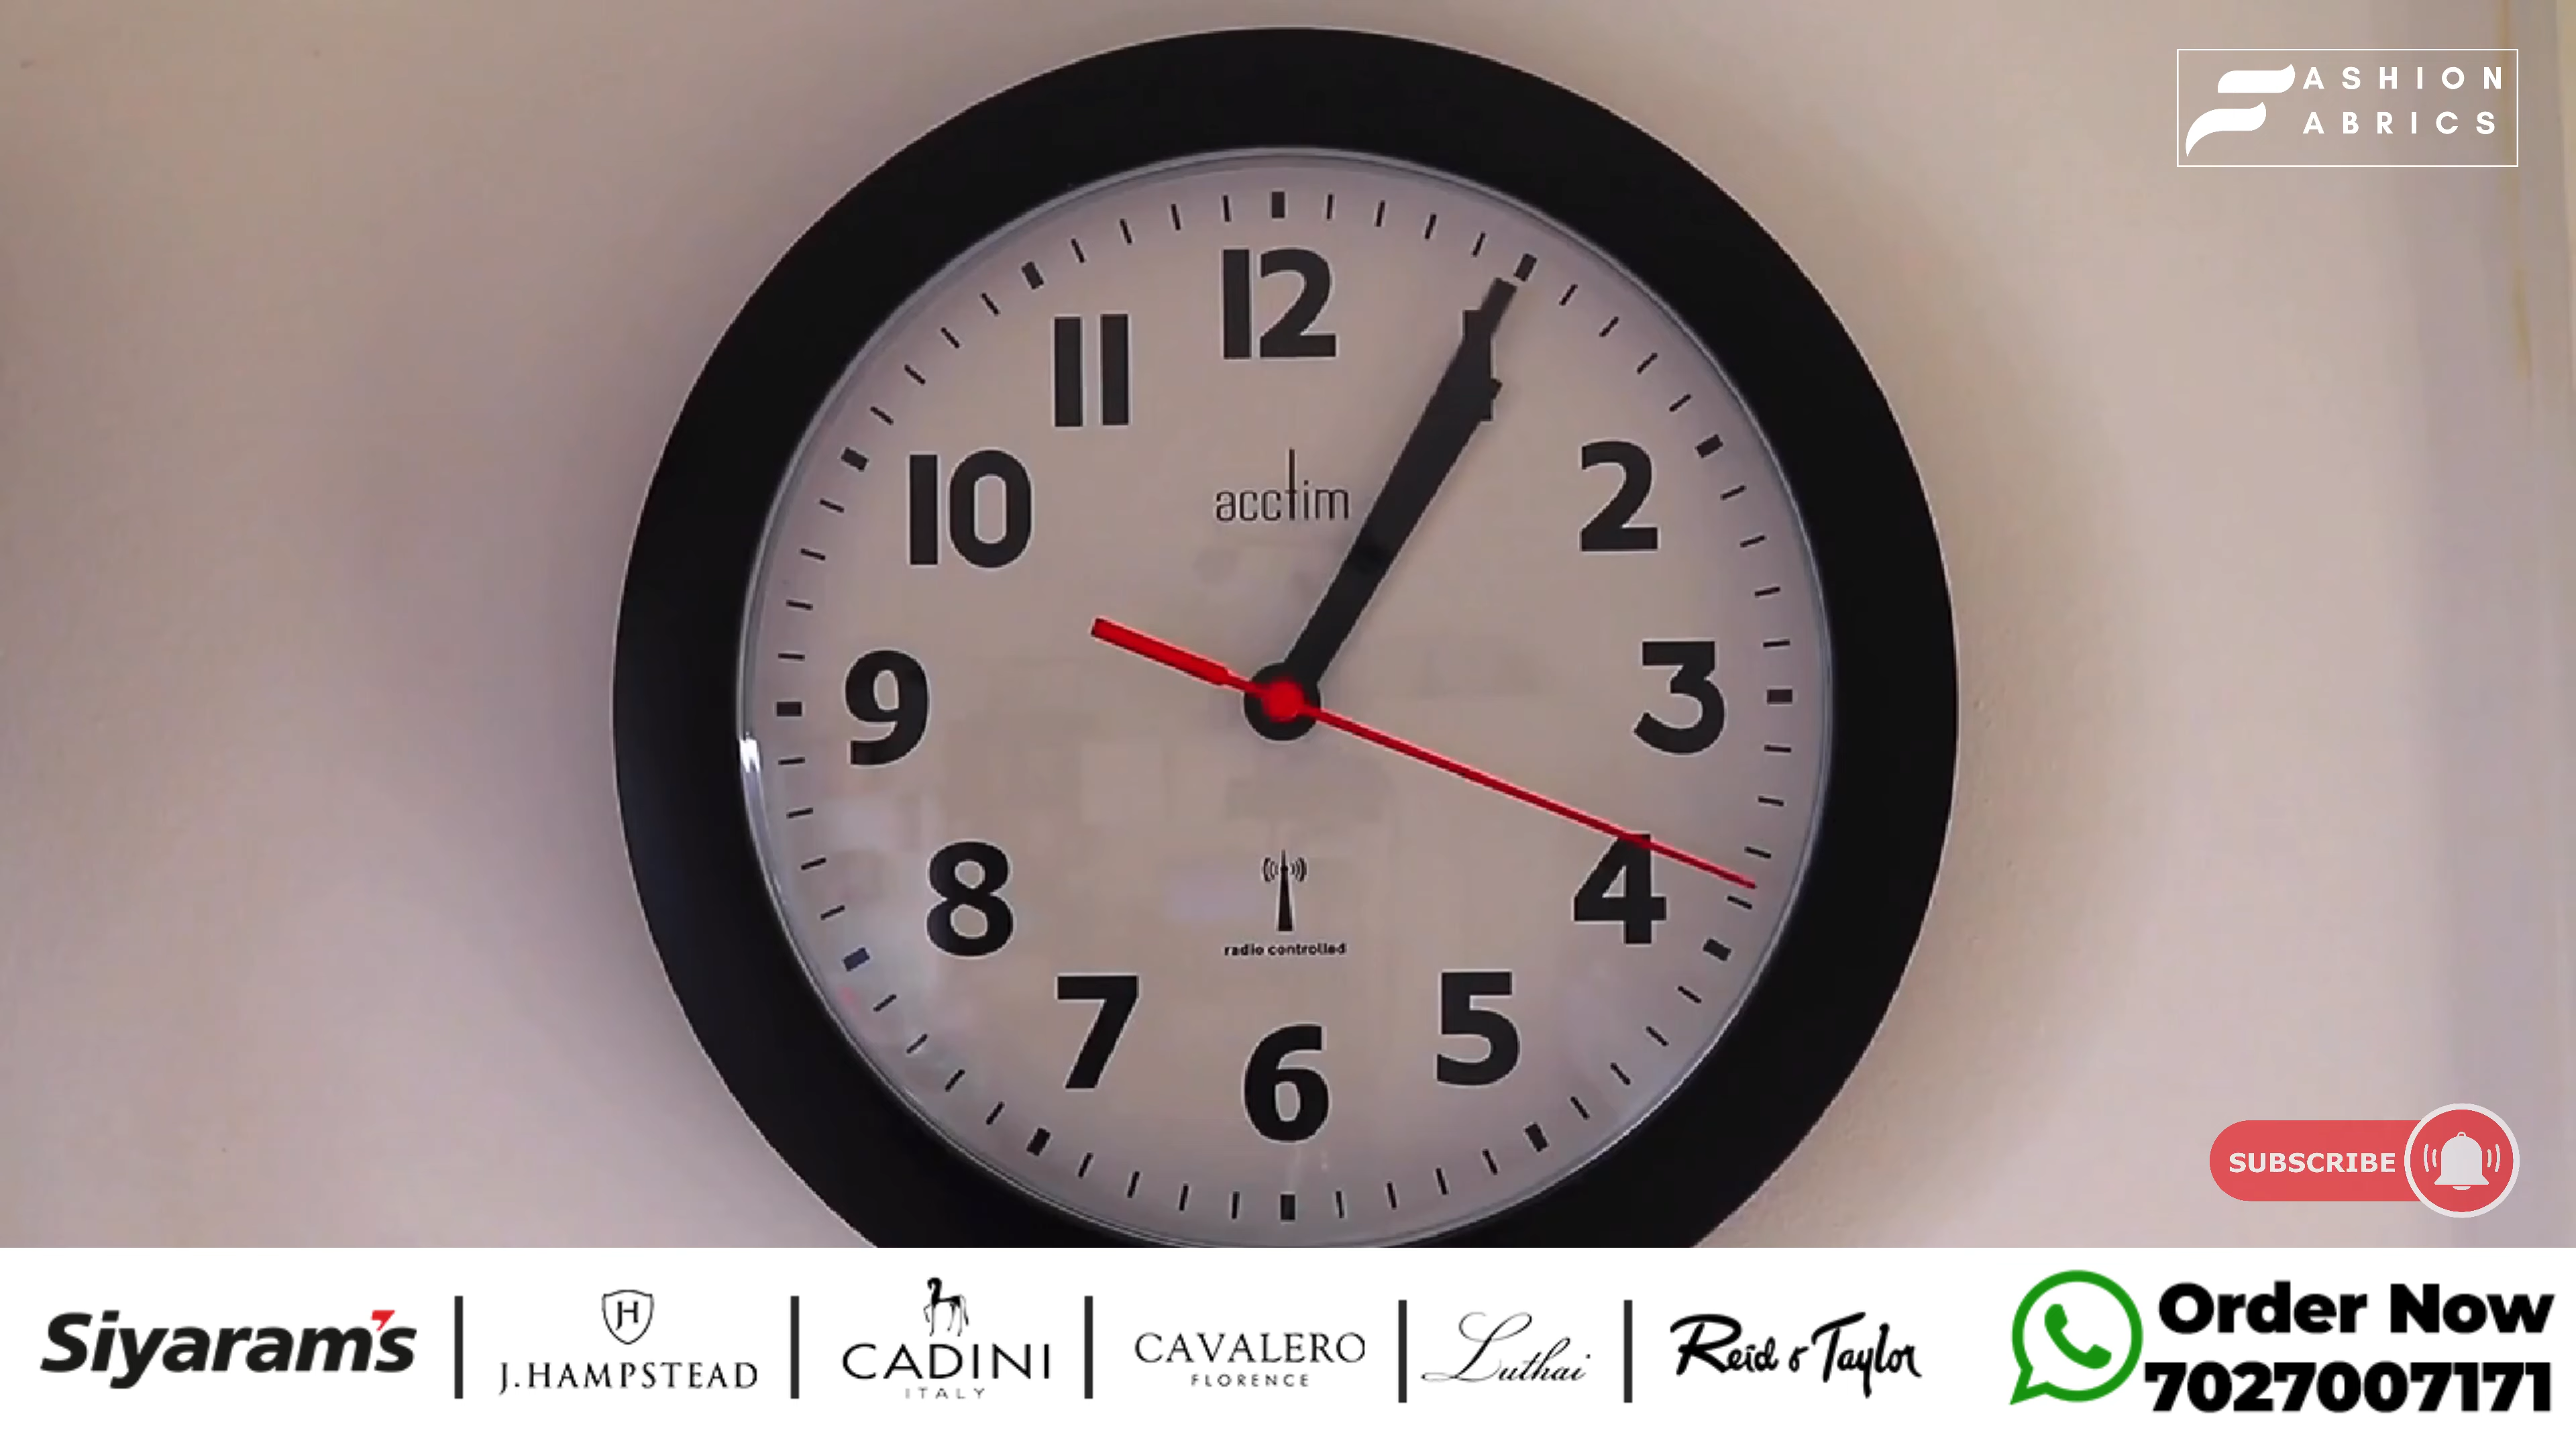 ASHION
ABRICS
12
11
10
2
acctim
9
3
8
4
radio controlled
7
5
6
SUBSCRIBE
Siyaram's
H
J.HAMPSTEAD
CADINI
ITALY
CAVALERO
FLORENCE
Luthai
Reid & Taylor
Order Now
7027007171